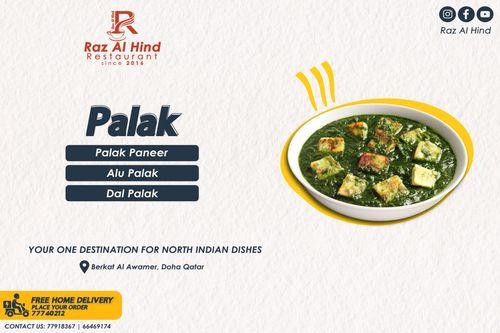 Raz Al Hind
Restaurant
since 2016
Raz Al Hind
Palak
Palak Paneer
Alu Palak
Dal Palak
YOUR ONE DESTINATION FOR NORTH INDIAN DISHES
Berkat Al Awamer, Doha Qatar
FREE HOME DELIVERY
PLACE YOUR ORDER
77740212
CONTACT US: 77918367 | 66469174